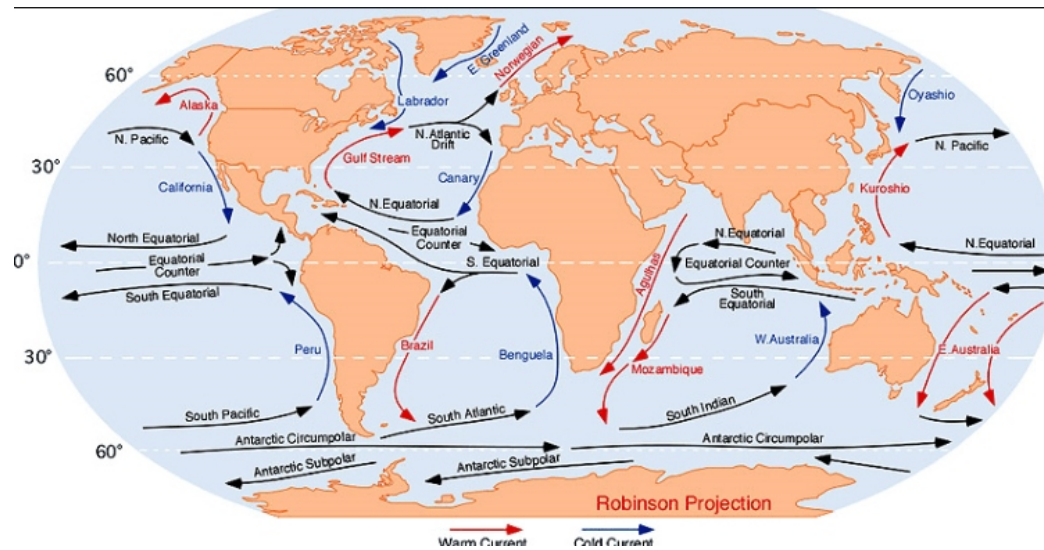 E. Greenland
Norwegian
60°
Alaska
Labrador
Oyashio
N. Pacific
N. Atlantic
Drift
N. Pacific
Gulf Stream
30°
California
Canary
Kuroshio
N. Equatorial
North Equatorial
Equatorial
Counter
N. Equatorial
N. Equatorial
0°
Equatorial
Counter
S. Equatorial
Equatorial Counter
Agulhas
South Equatorial
South
Equatorial
Peru
Brazil
Benguela
W. Australia
E. Australia
30°
Mozambique
South Pacific
South Atlantic
South Indian
Antarctic Circumpolar
Antarctic Circumpolar
60°
Antarctic Subpolar
Antarctic Subpolar
Robinson Projection
Warm Current
Cold Current